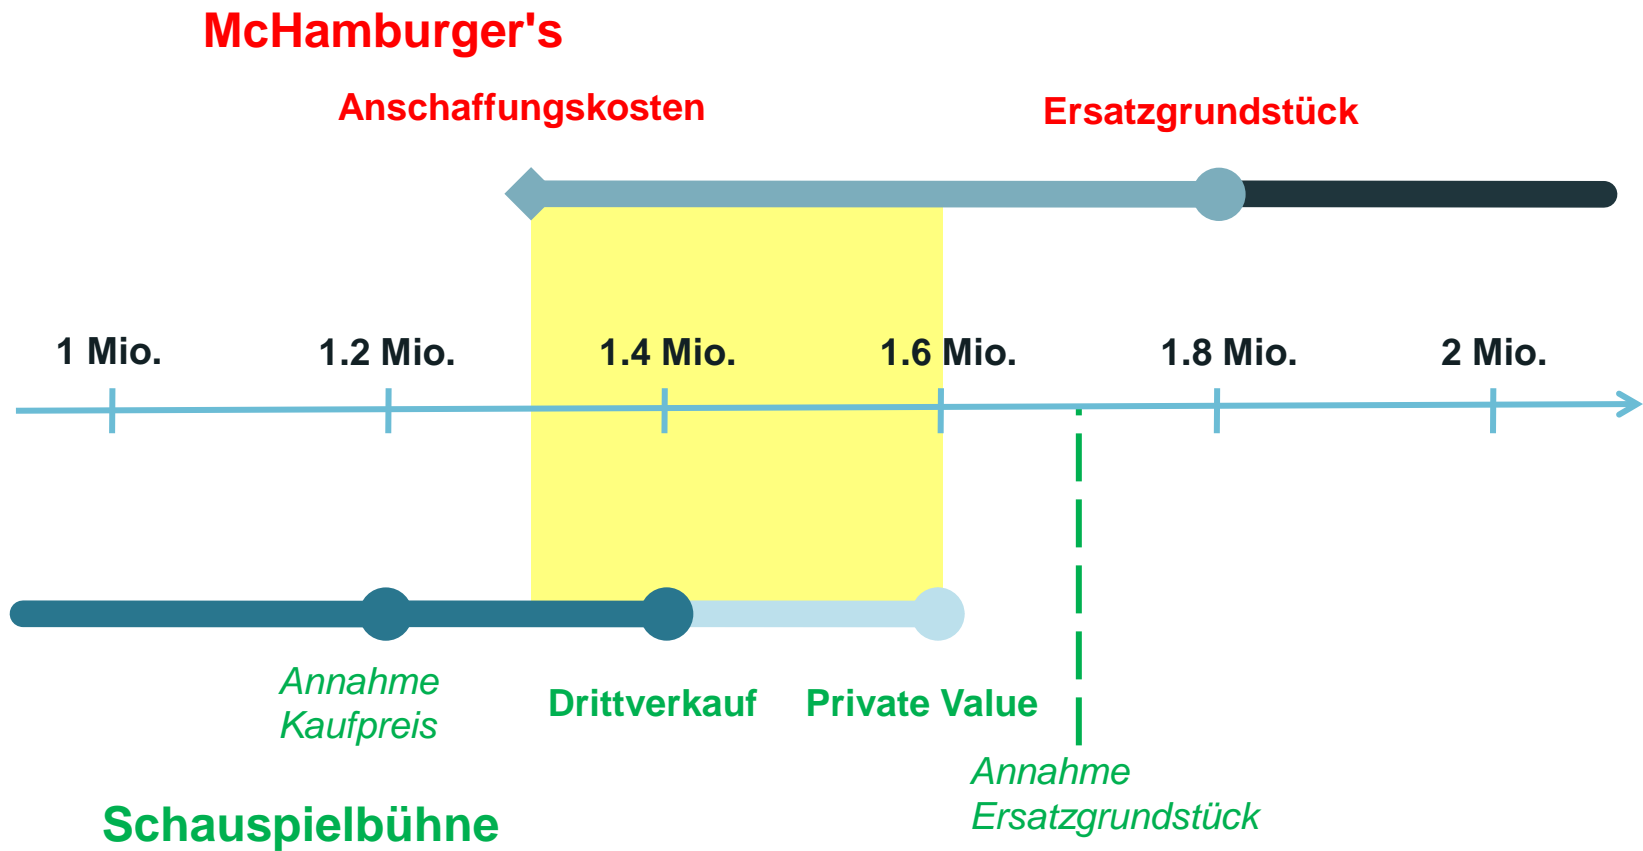 McHamburger's
Anschaffungskosten
Ersatzgrundstück
1 Mio.
1.2 Mio.
1.4 Mio.
1.6 Mio.
1.8 Mio.
2 Mio.
Annahme
Kaufpreis
Drittverkauf
Private Value
Annahme
Ersatzgrundstück
Schauspielbühne